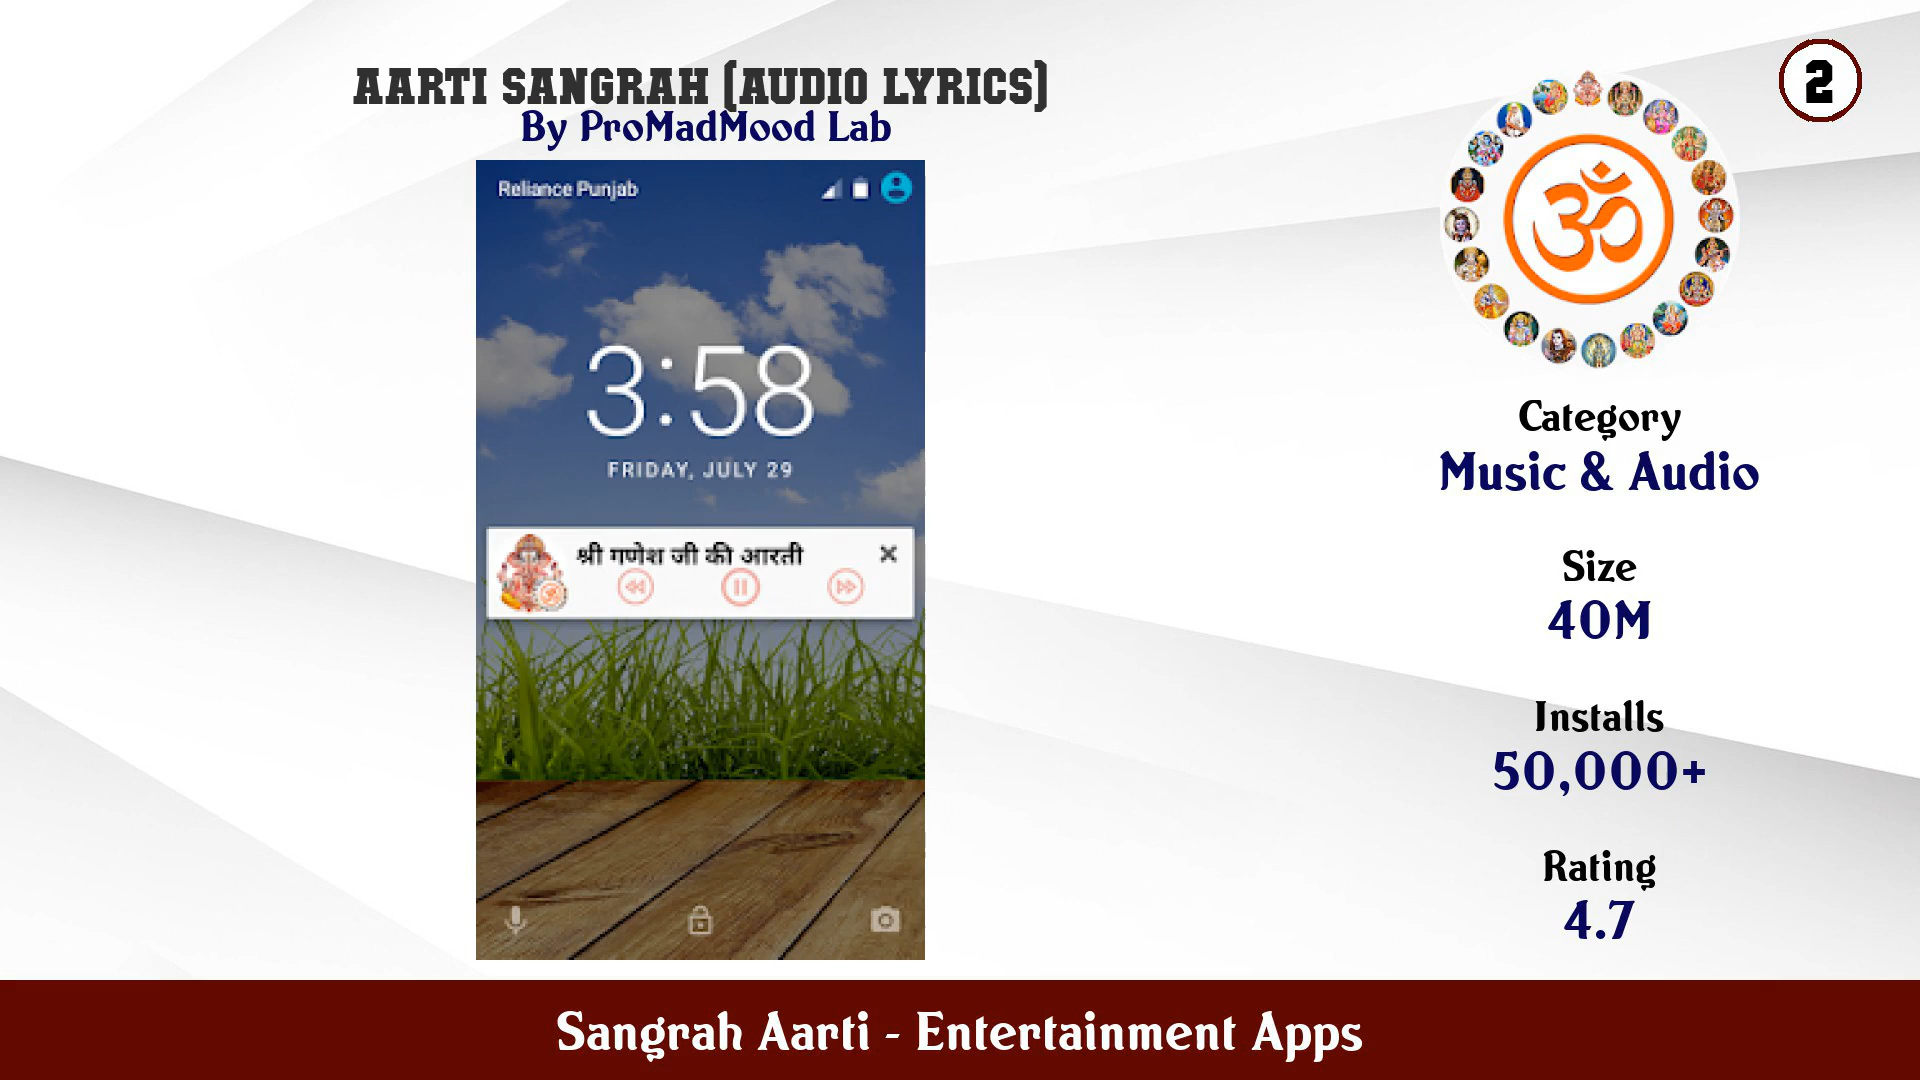 AARTI SANGRAH (AUDIO LYRICS)
By ProMadMood Lab
2
Reliance Punjab
3:58
FRIDAY, JULY 29
श्री गणेश जी की आरती
ॐ
Category
Music & Audio
Size
40M
Installs
50,000+
Rating
4.7
Sangrah Aarti - Entertainment Apps